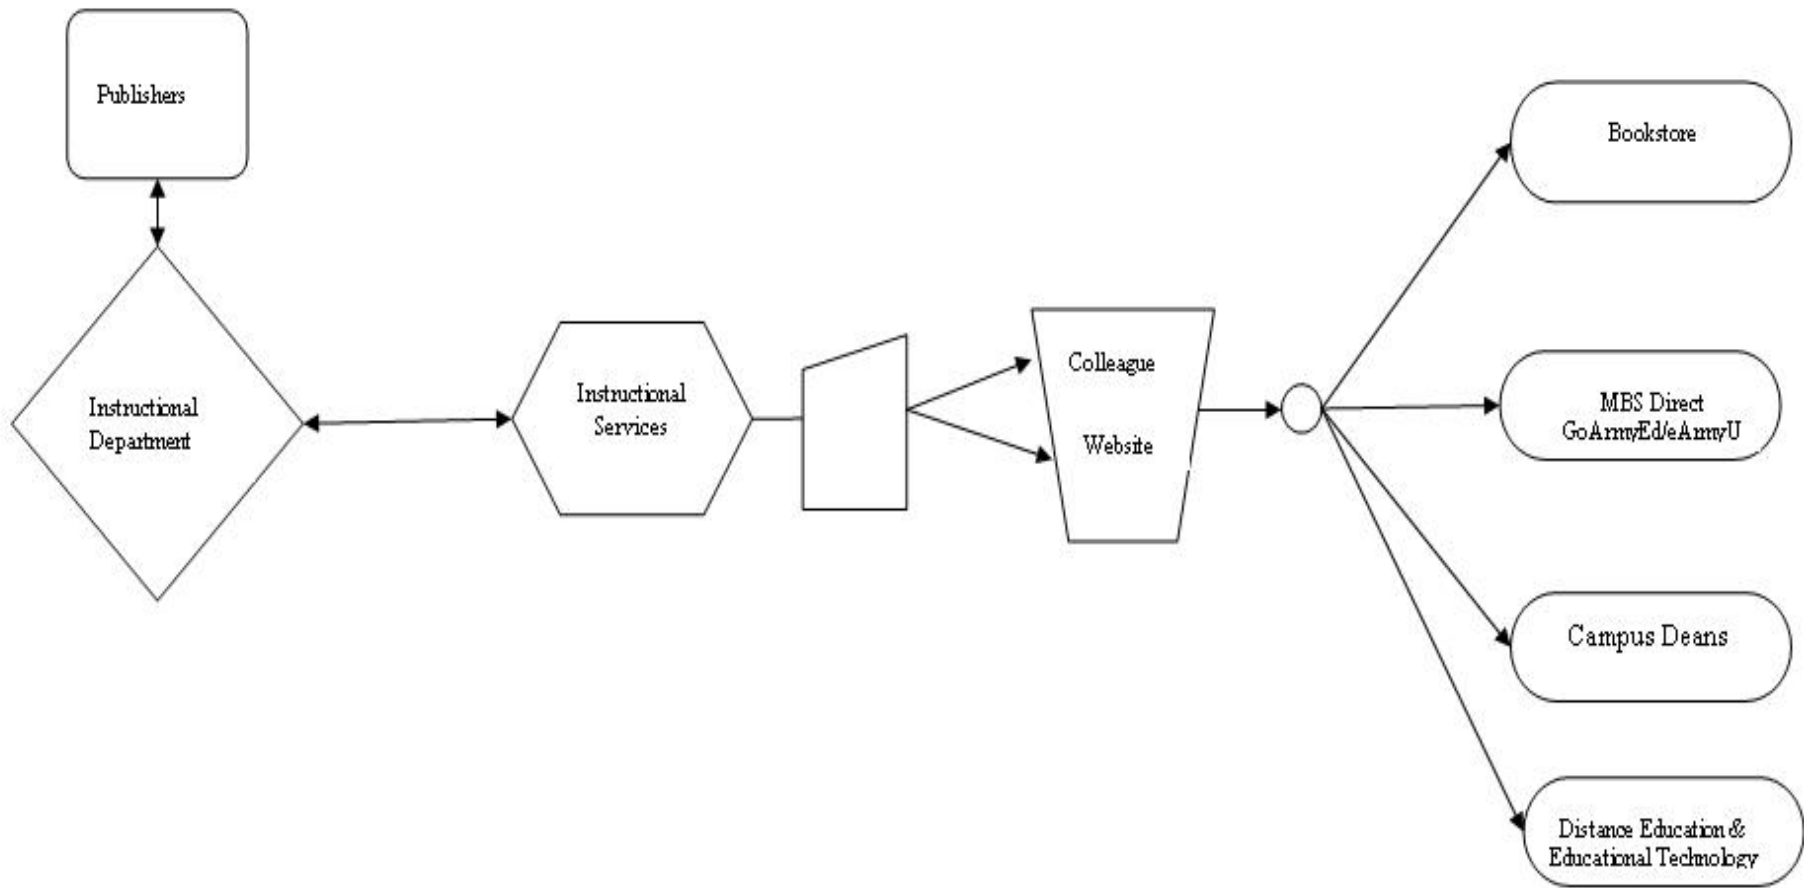 Publishers
Instructional
Department
Instructional
Services
Colleague
Website
Bookstore
MBS Direct
GoArmyEd/eArmyU
Campus Deans
Distance Education &
Educational Technology